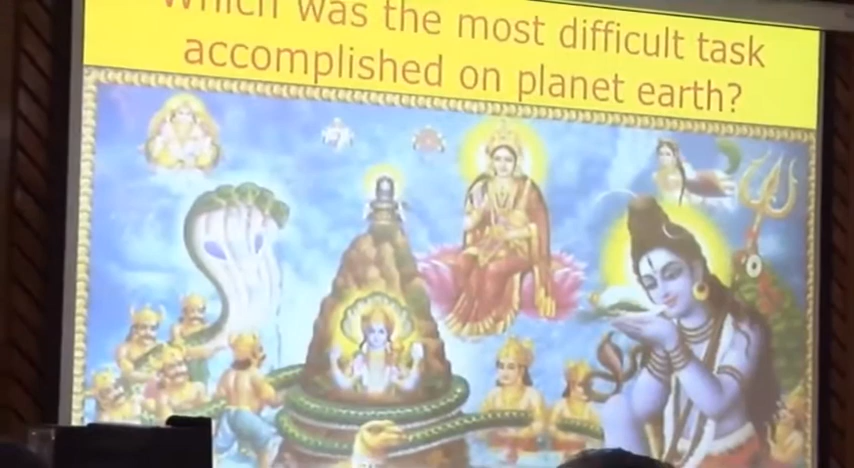 Which was the most difficult task
accomplished on planet earth?